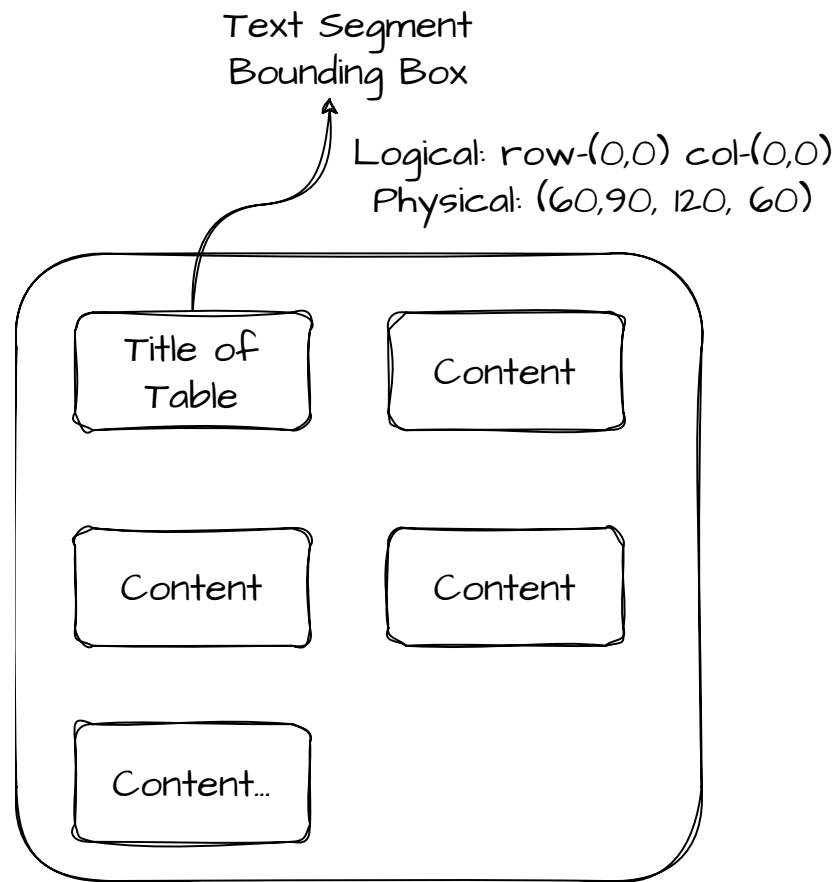 Text Segment
Bounding Box
Logical: row-(0,0) col-(0,0)
Physical: (60,90, 120, 60)
Title of
Table
Content
Content
Content
Content...